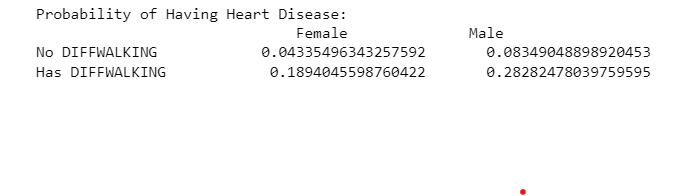 Probability of Having Heart Disease:
Female Male
No DIFFWALKING 0.04335496343257592 0.08349048898920453
Has DIFFWALKING 0.1894045598760422 0.28282478039759595